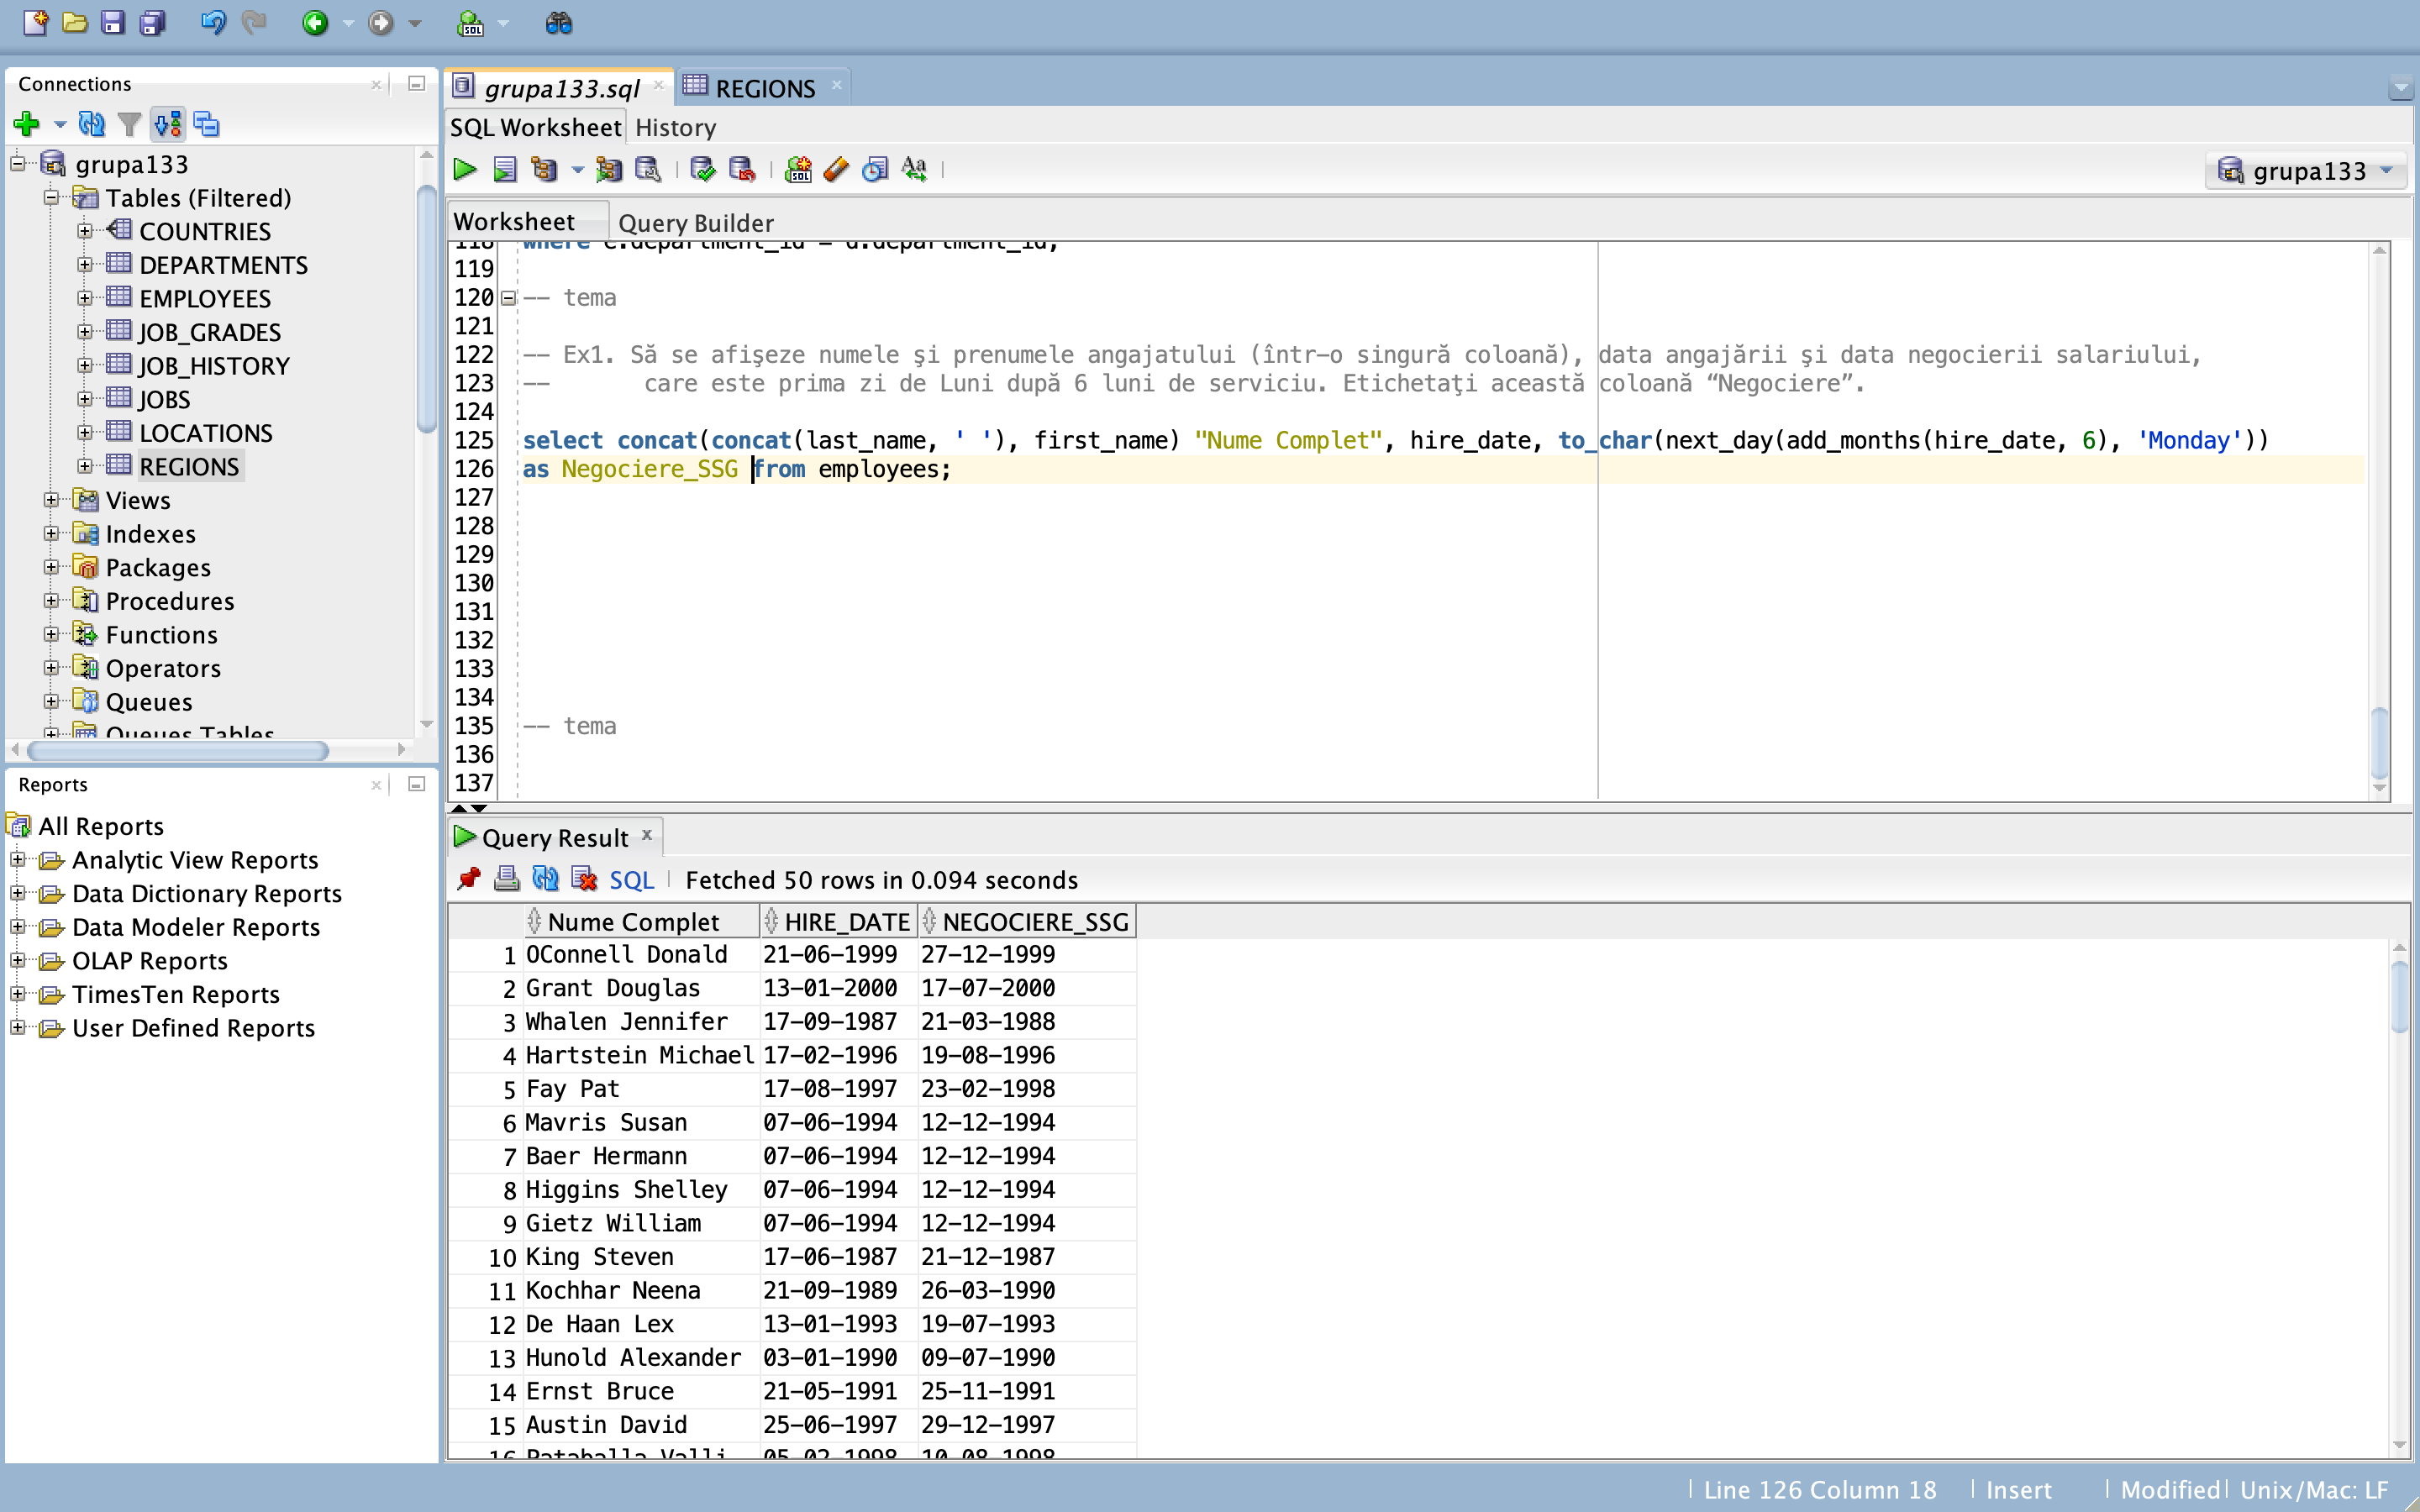 Connections
grupa133
Tables (Filtered)
COUNTRIES
DEPARTMENTS
EMPLOYEES
JOB_GRADES
JOB_HISTORY
JOBS
LOCATIONS
REGIONS
Views
Indexes
Packages
Procedures
Functions
Operators
Queues
Queues Tables
Reports
All Reports
Analytic View Reports
Data Dictionary Reports
Data Modeler Reports
OLAP Reports
TimesTen Reports
User Defined Reports
grupa133.sql REGIONS
SQL Worksheet History
grupa133
Worksheet Query Builder
118 where e.department_id = d.department_id;
119
120 -- tema
121
122 -- Ex1. Să se afişeze numele şi prenumele angajatului (într-o singură coloană), data angajării şi data negocierii salariului,
123 -- care este prima zi de Luni după 6 luni de serviciu. Etichetaţi această coloană “Negociere”.
124
125 select concat(concat(last_name, ' '), first_name) "Nume Complet", hire_date, to_char(next_day(add_months(hire_date, 6), 'Monday'))
126 as Negociere_SSG from employees;
127
128
129
130
131
132
133
134
135 -- tema
136
137
Query Result
SQL Fetched 50 rows in 0.094 seconds
Nume Complet HIRE_DATE NEGOCIERE_SSG
1 OConnell Donald 21-06-1999 27-12-1999
2 Grant Douglas 13-01-2000 17-07-2000
3 Whalen Jennifer 17-09-1987 21-03-1988
4 Hartstein Michael 17-02-1996 19-08-1996
5 Fay Pat 17-08-1997 23-02-1998
6 Mavris Susan 07-06-1994 12-12-1994
7 Baer Hermann 07-06-1994 12-12-1994
8 Higgins Shelley 07-06-1994 12-12-1994
9 Gietz William 07-06-1994 12-12-1994
10 King Steven 17-06-1987 21-12-1987
11 Kochhar Neena 21-09-1989 26-03-1990
12 De Haan Lex 13-01-1993 19-07-1993
13 Hunold Alexander 03-01-1990 09-07-1990
14 Ernst Bruce 21-05-1991 25-11-1991
15 Austin David 25-06-1997 29-12-1997
16 Pataballa Valli 05-02-1998 10-08-1998
Line 126 Column 18 Insert Modified Unix/Mac: LF